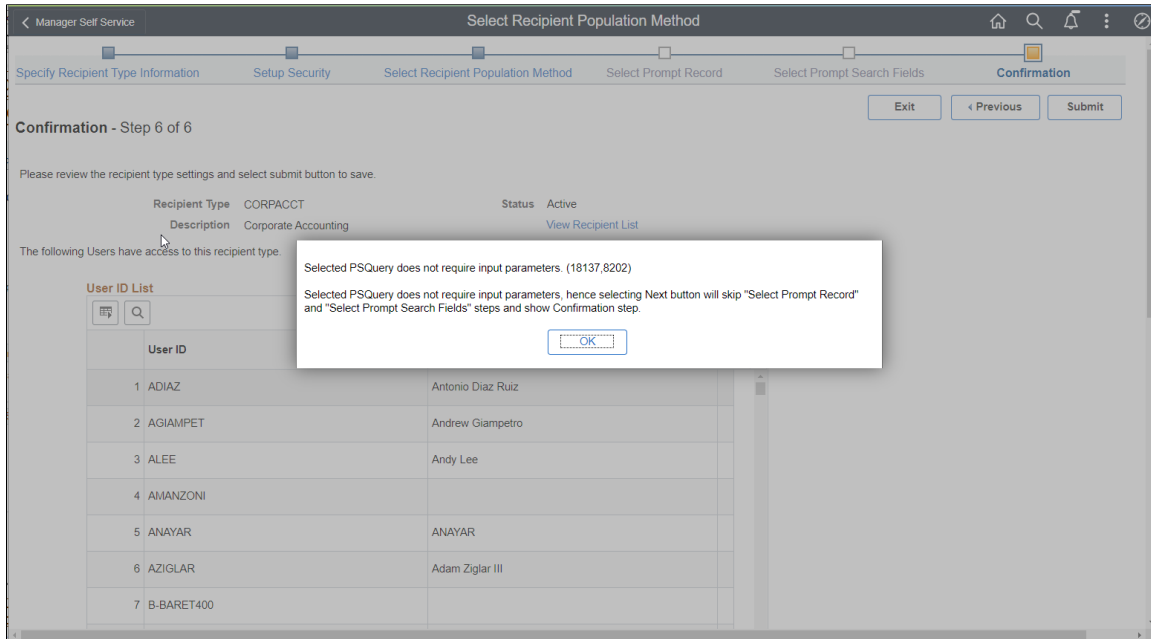 Manager Self Service
Select Recipient Population Method
Specify Recipient Type Information
Setup Security
Select Recipient Population Method
Select Prompt Record
Select Prompt Search Fields
Confirmation
Exit
Previous
Submit
Confirmation - Step 6 of 6
Please review the recipient type settings and select submit button to save.
Recipient Type CORPACCT
Status Active
Description Corporate Accounting
View Recipient List
The following Users have access to this recipient type.
Selected PSQuery does not require input parameters. (18137,8202)
Selected PSQuery does not require input parameters, hence selecting Next button will skip "Select Prompt Record"
and "Select Prompt Search Fields" steps and show Confirmation step.
OK
User ID List
User ID
1 ADIAZ Antonio Diaz Ruiz
2 AGIAMPET Andrew Giampetro
3 ALEE Andy Lee
4 AMANZONI
5 ANAYAR ANAYAR
6 AZIGLAR Adam Ziglar III
7 B-BARET400